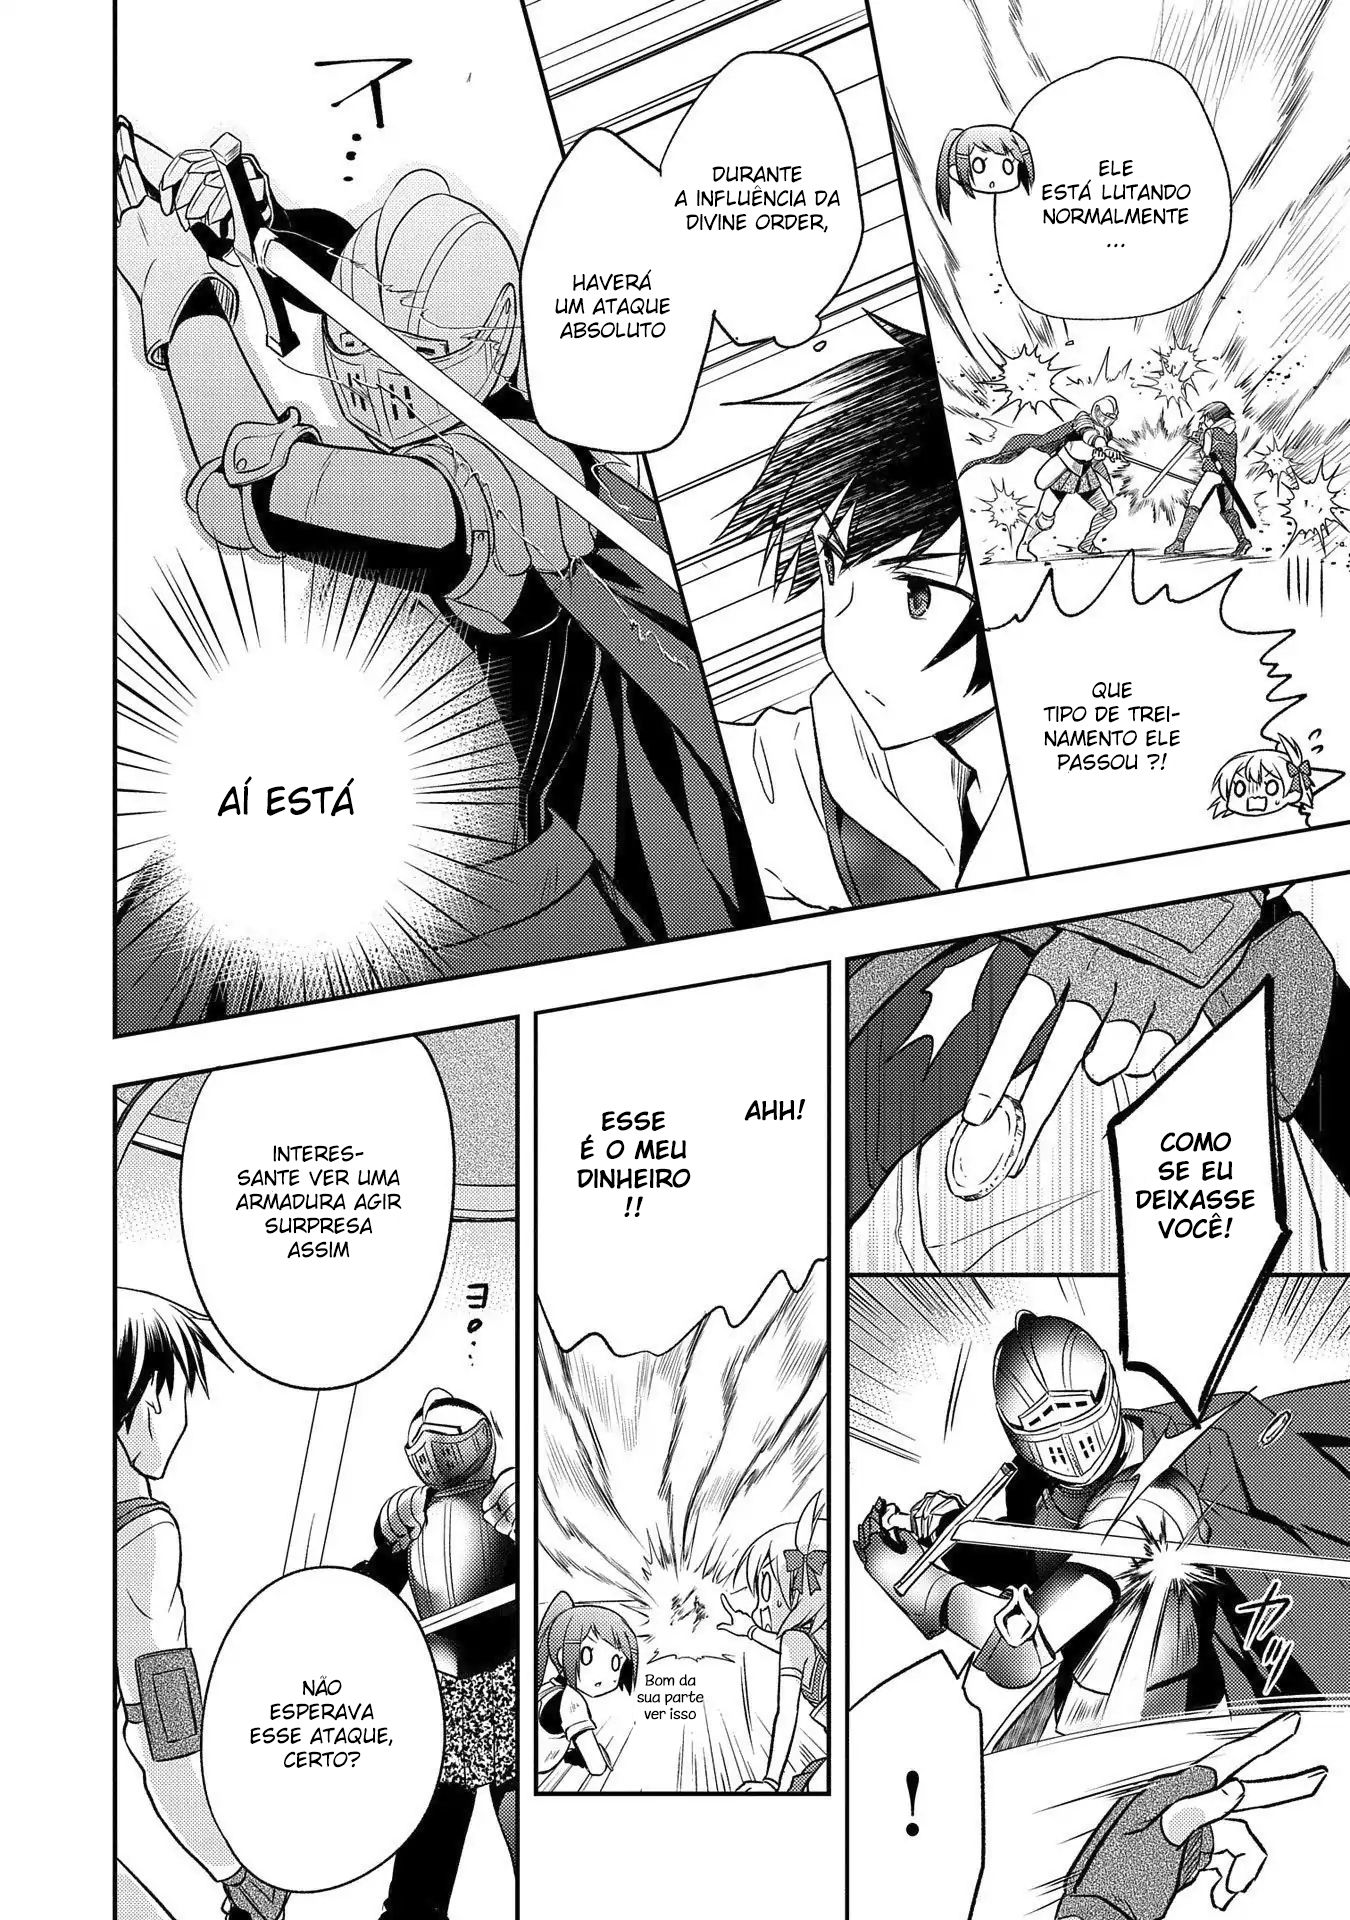 ELE
ESTÁ LUTANDO
NORMALMENTE
...
QUE
TIPO DE TREI-
NAMENTO ELE
PASSOU ?!
DURANTE
A INFLUÊNCIA DA
DIVINE ORDER,
HAVERÁ
UM ATAQUE
ABSOLUTO
AÍ ESTÁ
COMO
SE EU
DEIXASSE
VOCÊ!
!
AHH!
ESSE
É O MEU
DINHEIRO
!!
Bom da
sua parte
ver isso
INTERES-
SANTE VER UMA
ARMADURA AGIR
SURPRESA
ASSIM
NÃO
ESPERAVA
ESSE ATAQUE,
CERTO?